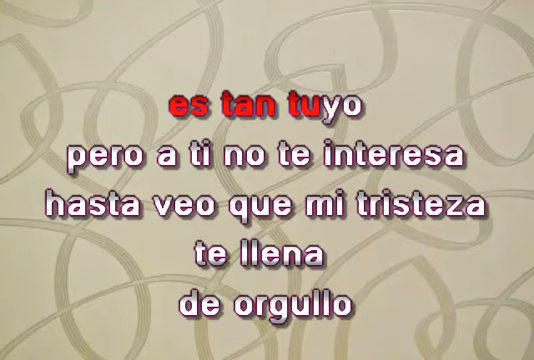 es tan tuyo
pero a ti no te interesa
hasta veo que mi tristeza
te llena
de orgullo